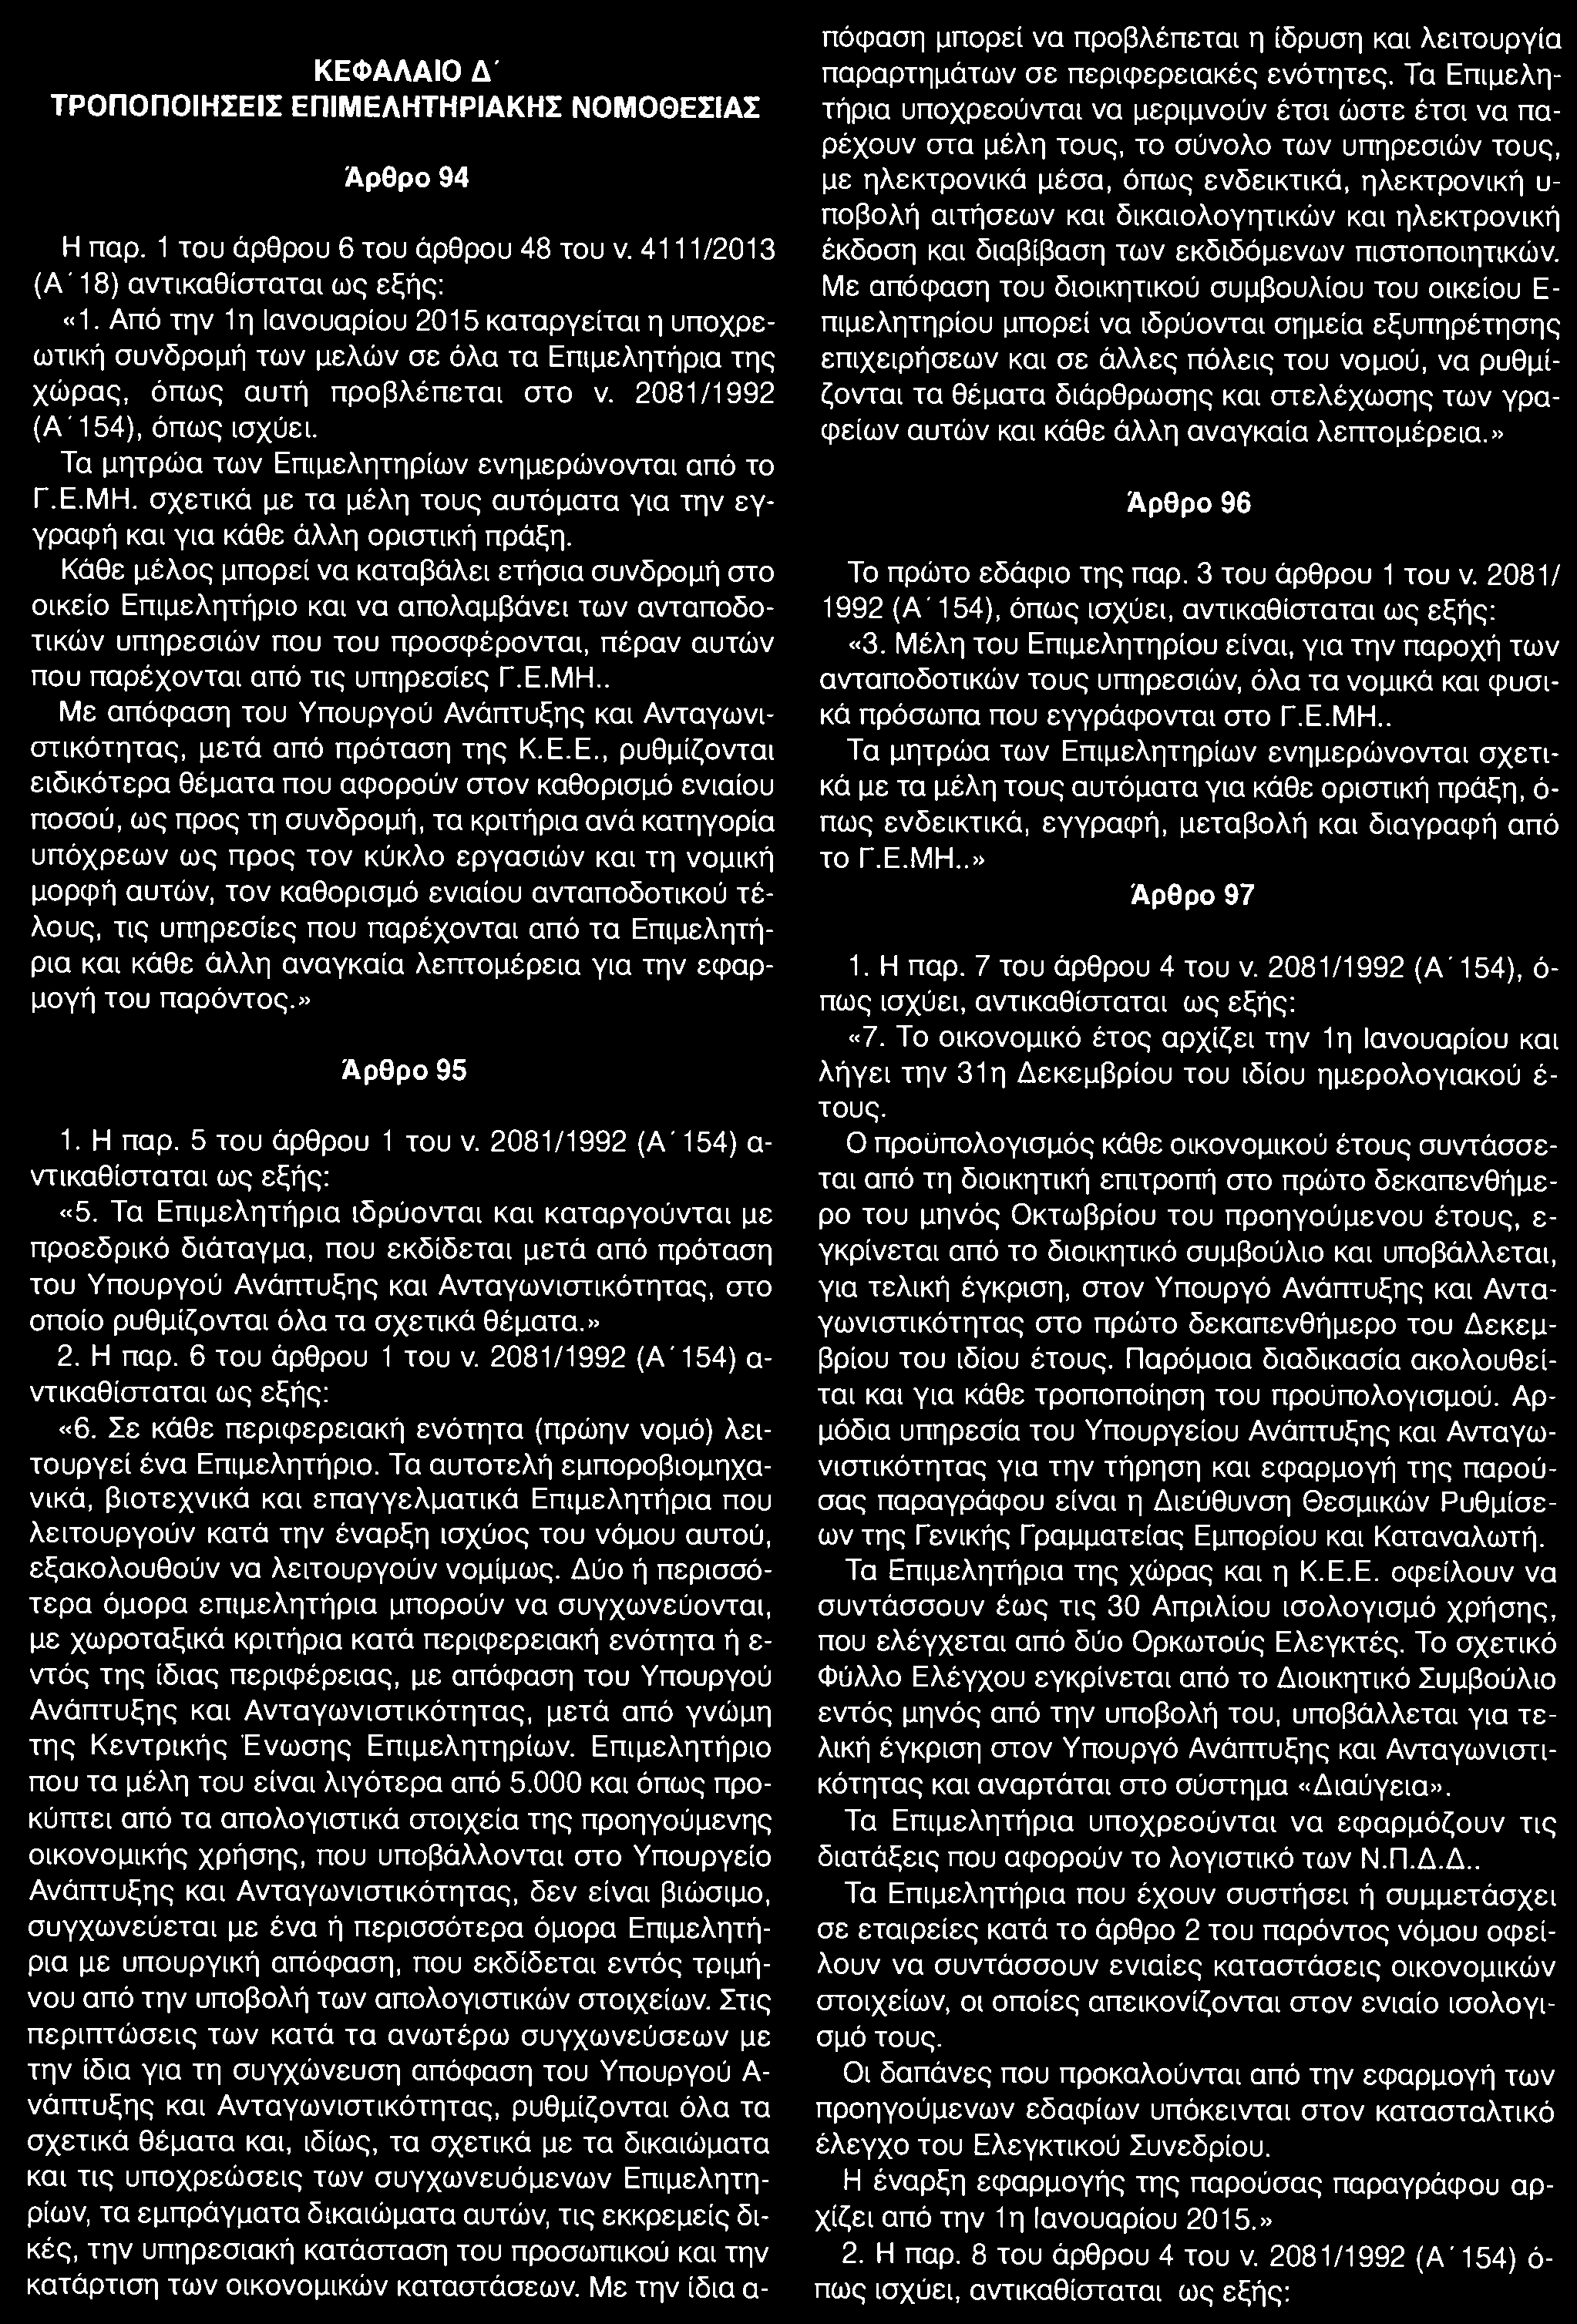 ΚΕΦΑΛΑΙΟ Δ΄
ΤΡΟΠΟΠΟΙΗΣΕΙΣ ΕΠΙΜΕΛΗΤΗΡΙΑΚΗΣ ΝΟΜΟΘΕΣΙΑΣ
Άρθρο 94
Η παρ. 1 του άρθρου 6 του άρθρου 48 του ν. 4111/2013
(Α΄18) αντικαθίσταται ως εξής:
«1. Από την 1η Ιανουαρίου 2015 καταργείται η υποχρε-
ωτική συνδρομή των μελών σε όλα τα Επιμελητήρια της
χώρας, όπως αυτή προβλέπεται στο ν. 2081/1992
(Α΄154), όπως ισχύει.
Τα μητρώα των Επιμελητηρίων ενημερώνονται από το
Γ.Ε.ΜΗ. σχετικά με τα μέλη τους αυτόματα για την εγ-
γραφή και για κάθε άλλη οριστική πράξη.
Κάθε μέλος μπορεί να καταβάλει ετήσια συνδρομή στο
οικείο Επιμελητήριο και να απολαμβάνει των ανταποδο-
τικών υπηρεσιών που του προσφέρονται, πέραν αυτών
που παρέχονται από τις υπηρεσίες Γ.Ε.ΜΗ..
Με απόφαση του Υπουργού Ανάπτυξης και Ανταγωνι-
στικότητας, μετά από πρόταση της Κ.Ε.Ε., ρυθμίζονται
ειδικότερα θέματα που αφορούν στον καθορισμό ενιαίου
ποσού, ως προς τη συνδρομή, τα κριτήρια ανά κατηγορία
υπόχρεων ως προς τον κύκλο εργασιών και τη νομική
μορφή αυτών, τον καθορισμό ενιαίου ανταποδοτικού τέ-
λους, τις υπηρεσίες που παρέχονται από τα Επιμελητή-
ρια και κάθε άλλη αναγκαία λεπτομέρεια για την εφαρ-
μογή του παρόντος.»
Άρθρο 95
1. Η παρ. 5 του άρθρου 1 του ν. 2081/1992 (Α΄154) α-
ντικαθίσταται ως εξής:
«5. Τα Επιμελητήρια ιδρύονται και καταργούνται με
προεδρικό διάταγμα, που εκδίδεται μετά από πρόταση
του Υπουργού Ανάπτυξης και Ανταγωνιστικότητας, στο
οποίο ρυθμίζονται όλα τα σχετικά θέματα.»
2. Η παρ. 6 του άρθρου 1 του ν. 2081/1992 (Α΄154) α-
ντικαθίσταται ως εξής:
«6. Σε κάθε περιφερειακή ενότητα (πρώην νομό) λει-
τουργεί ένα Επιμελητήριο. Τα αυτοτελή εμποροβιομηχα-
νικά, βιοτεχνικά και επαγγελματικά Επιμελητήρια που
λειτουργούν κατά την έναρξη ισχύος του νόμου αυτού,
εξακολουθούν να λειτουργούν νομίμως. Δύο ή περισσό-
τερα όμορα επιμελητήρια μπορούν να συγχωνεύονται,
με χωροταξικά κριτήρια κατά περιφερειακή ενότητα ή ε-
ντός της ίδιας περιφέρειας, με απόφαση του Υπουργού
Ανάπτυξης και Ανταγωνιστικότητας, μετά από γνώμη
της Κεντρικής Ένωσης Επιμελητηρίων. Επιμελητήριο
που τα μέλη του είναι λιγότερα από 5.000 και όπως προ-
κύπτει από τα απολογιστικά στοιχεία της προηγούμενης
οικονομικής χρήσης, που υποβάλλονται στο Υπουργείο
Ανάπτυξης και Ανταγωνιστικότητας, δεν είναι βιώσιμο,
συγχωνεύεται με ένα ή περισσότερα όμορα Επιμελητή-
ρια με υπουργική απόφαση, που εκδίδεται εντός τριμή-
νου από την υποβολή των απολογιστικών στοιχείων. Στις
περιπτώσεις των κατά τα ανωτέρω συγχωνεύσεων με
την ίδια για τη συγχώνευση απόφαση του Υπουργού Α-
νάπτυξης και Ανταγωνιστικότητας, ρυθμίζονται όλα τα
σχετικά θέματα και, ιδίως, τα σχετικά με τα δικαιώματα
και τις υποχρεώσεις των συγχωνευόμενων Επιμελητη-
ρίων, τα εμπράγματα δικαιώματα αυτών, τις εκκρεμείς δί-
κές, την υπηρεσιακή κατάσταση του προσωπικού και την
κατάρτιση των οικονομικών καταστάσεων. Με την ίδια α-
πόφαση μπορεί να προβλέπεται η ίδρυση και λειτουργία
παραρτημάτων σε περιφερειακές ενότητες. Τα Επιμελη-
τήρια υποχρεούνται να μεριμνούν έτσι ώστε έτσι να πα-
ρέχουν στα μέλη τους, το σύνολο των υπηρεσιών τους,
με ηλεκτρονικά μέσα, όπως ενδεικτικά, ηλεκτρονική υ-
ποβολή αιτήσεων και δικαιολογητικών και ηλεκτρονική
έκδοση και διαβίβαση των εκδιδόμενων πιστοποιητικών.
Με απόφαση του διοικητικού συμβουλίου του οικείου Ε-
πιμελητηρίου μπορεί να ιδρύονται σημεία εξυπηρέτησης
επιχειρήσεων και σε άλλες πόλεις του νομού, να ρυθμί-
ζονται τα θέματα διάρθρωσης και στελέχωσης των γρα-
φείων αυτών και κάθε άλλη αναγκαία λεπτομέρεια.»
Άρθρο 96
Το πρώτο εδάφιο της παρ. 3 του άρθρου 1 του ν. 2081/
1992 (Α΄154), όπως ισχύει, αντικαθίσταται ως εξής:
«3. Μέλη του Επιμελητηρίου είναι, για την παροχή των
ανταποδοτικών τους υπηρεσιών, όλα τα νομικά και φυσι-
κά πρόσωπα που εγγράφονται στο Γ.Ε.ΜΗ..
Τα μητρώα των Επιμελητηρίων ενημερώνονται σχετι-
κά με τα μέλη τους αυτόματα για κάθε οριστική πράξη, ό-
πως ενδεικτικά, εγγραφή, μεταβολή και διαγραφή από
το Γ.Ε.ΜΗ..»
Άρθρο 97
1. Η παρ. 7 του άρθρου 4 του ν. 2081/1992 (Α΄154), ό-
πως ισχύει, αντικαθίσταται ως εξής:
«7. Το οικονομικό έτος αρχίζει την 1η Ιανουαρίου και
λήγει την 31η Δεκεμβρίου του ιδίου ημερολογιακού έ-
τους.
Ο προϋπολογισμός κάθε οικονομικού έτους συντάσσε-
ται από τη διοικητική επιτροπή στο πρώτο δεκαπενθήμε-
ρο του μηνός Οκτωβρίου του προηγούμενου έτους, ε-
γκρίνεται από το διοικητικό συμβούλιο και υποβάλλεται,
για τελική έγκριση, στον Υπουργό Ανάπτυξης και Αντα-
γωνιστικότητας στο πρώτο δεκαπενθήμερο του Δεκεμ-
βρίου του ιδίου έτους. Παρόμοια διαδικασία ακολουθεί-
ται και για κάθε τροποποίηση του προϋπολογισμού. Αρ-
μόδια υπηρεσία του Υπουργείου Ανάπτυξης και Ανταγω-
νιστικότητας για την τήρηση και εφαρμογή της παρού-
σας παραγράφου είναι η Διεύθυνση Θεσμικών Ρυθμίσε-
ων της Γενικής Γραμματείας Εμπορίου και Καταναλωτή.
Τα Επιμελητήρια της χώρας και η Κ.Ε.Ε. οφείλουν να
συντάσσουν έως τις 30 Απριλίου ισολογισμό χρήσης,
που ελέγχεται από δύο Ορκωτούς Ελεγκτές. Το σχετικό
Φύλλο Ελέγχου εγκρίνεται από το Διοικητικό Συμβούλιο
εντός μηνός από την υποβολή του, υποβάλλεται για τε-
λική έγκριση στον Υπουργό Ανάπτυξης και Ανταγωνιστι-
κότητας και αναρτάται στο σύστημα «Διαύγεια».
Τα Επιμελητήρια υποχρεούνται να εφαρμόζουν τις
διατάξεις που αφορούν το λογιστικό των Ν.Π.Δ.Δ..
Τα Επιμελητήρια που έχουν συστήσει ή συμμετάσχει
σε εταιρείες κατά το άρθρο 2 του παρόντος νόμου οφεί-
λουν να συντάσσουν ενιαίες καταστάσεις οικονομικών
στοιχείων, οι οποίες απεικονίζονται στον ενιαίο ισολογι-
σμό τους.
Οι δαπάνες που προκαλούνται από την εφαρμογή των
προηγούμενων εδαφίων υπόκεινται στον κατασταλτικό
έλεγχο του Ελεγκτικού Συνεδρίου.
Η έναρξη εφαρμογής της παρούσας παραγράφου αρ-
χίζει από την 1η Ιανουαρίου 2015.»
2. Η παρ. 8 του άρθρου 4 του ν. 2081/1992 (Α΄154) ό-
πως ισχύει, αντικαθίσταται ως εξής: